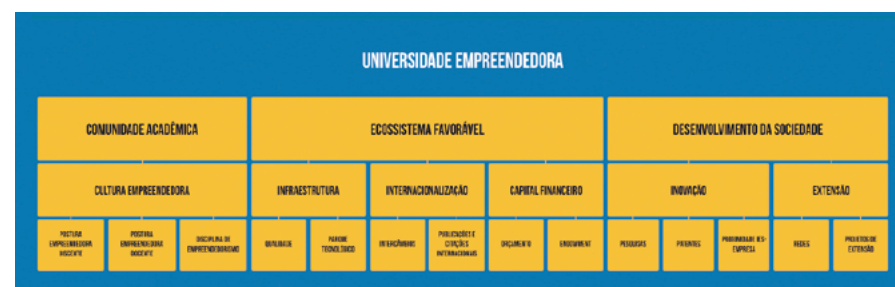 UNIVERSIDADE EMPREENDEDORA
COMUNIDADE ACADÊMICA
ECOSSISTEMA FAVORÁVEL
DESENVOLVIMENTO DA SOCIEDADE
CULTURA EMPREENDEDORA
INFRAESTRUTURA
INTERNACIONALIZAÇÃO
CAPITAL FINANCEIRO
INOVAÇÃO
EXTENSÃO
POSTURA
EMPREENDEDORA
DISCENTE
POSTURA
EMPREENDEDORA
DOCENTE
DISCIPLINA DE
EMPREENDEDORISMO
QUALIDADE
PARQUE
TECNOLÓGICO
INTERCÂMBIO
PUBLICAÇÕES E
CITAÇÕES
INTERNACIONAIS
ORÇAMENTO
ENDOWMENT
PESQUISAS
PATENTES
PROXIMIDADE IES-
EMPRESA
REDES
PROJETOS DE
EXTENSÃO